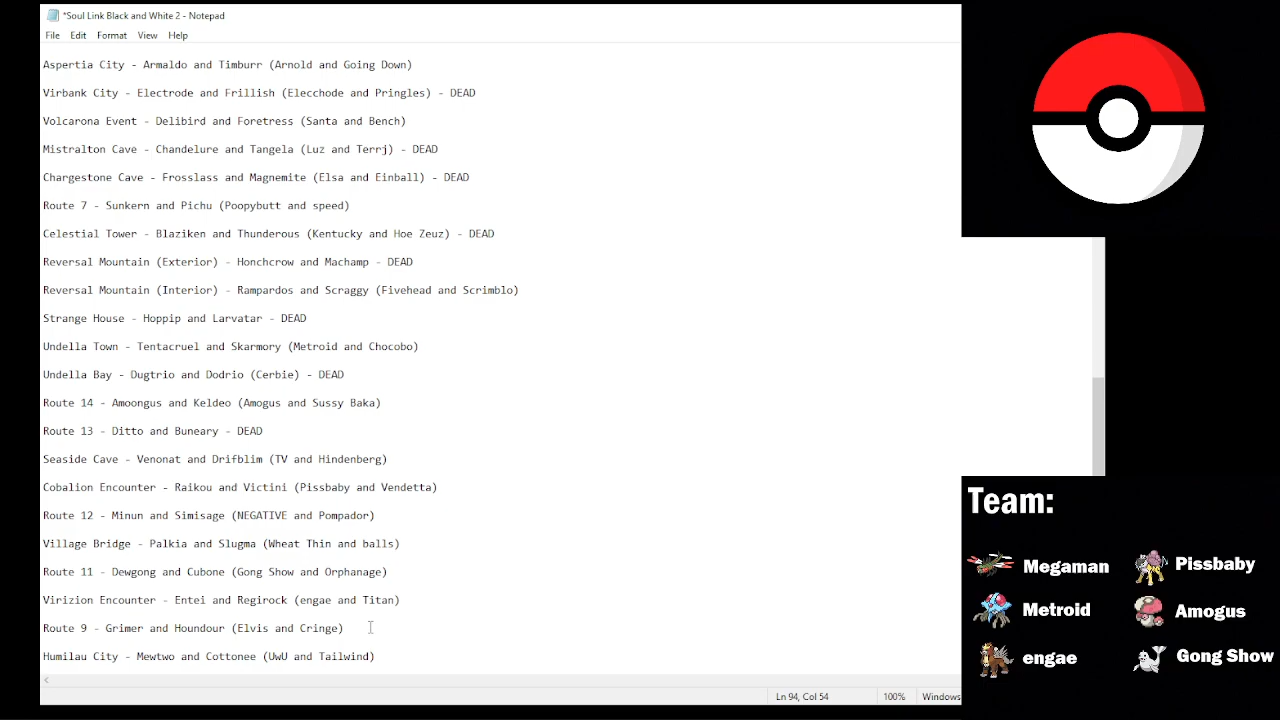 *Soul Link Black and White 2 - Notepad
File Edit Format View Help
Aspertia City - Armaldo and Timburr (Arnold and Going Down)
Virbank City - Electrode and Frillish (Elecchode and Pringles) - DEAD
Volcarona Event - Delibird and Foretress (Santa and Bench)
Mistralton Cave - Chandelure and Tangela (Luz and Terrj) - DEAD
Chargestone Cave - Frosslass and Magnemite (Elsa and Einball) - DEAD
Route 7 - Sunkern and Pichu (Poopybutt and speed)
Celestial Tower - Blaziken and Thunderous (Kentucky and Hoe Zeuz) - DEAD
Reversal Mountain (Exterior) - Honchcrow and Machamp - DEAD
Reversal Mountain (Interior) - Rampardos and Scraggy (Fivehead and Scrimblo)
Strange House - Hoppip and Larvatar - DEAD
Undella Town - Tentacruel and Skarmory (Metroid and Chocobo)
Undella Bay - Dugtrio and Dodrio (Cerbie) - DEAD
Route 14 - Amoongus and Keldeo (Amogus and Sussy Baka)
Route 13 - Ditto and Buneary - DEAD
Seaside Cave - Venonat and Drifblim (TV and Hindenberg)
Cobalion Encounter - Raikou and Victini (Pissbaby and Vendetta)
Route 12 - Minun and Simisage (NEGATIVE and Pompador)
Village Bridge - Palkia and Slugma (Wheat Thin and balls)
Route 11 - Dewgong and Cubone (Gong Show and Orphanage)
Virizion Encounter - Entei and Regirock (engae and Titan)
Route 9 - Grimer and Houndour (Elvis and Cringe)
Humilau City - Mewtwo and Cottonee (UwU and Tailwind)
Ln 94, Col 54 100% Windows
Team:
Megaman Pissbaby
Metroid Amogus
engae Gong Show